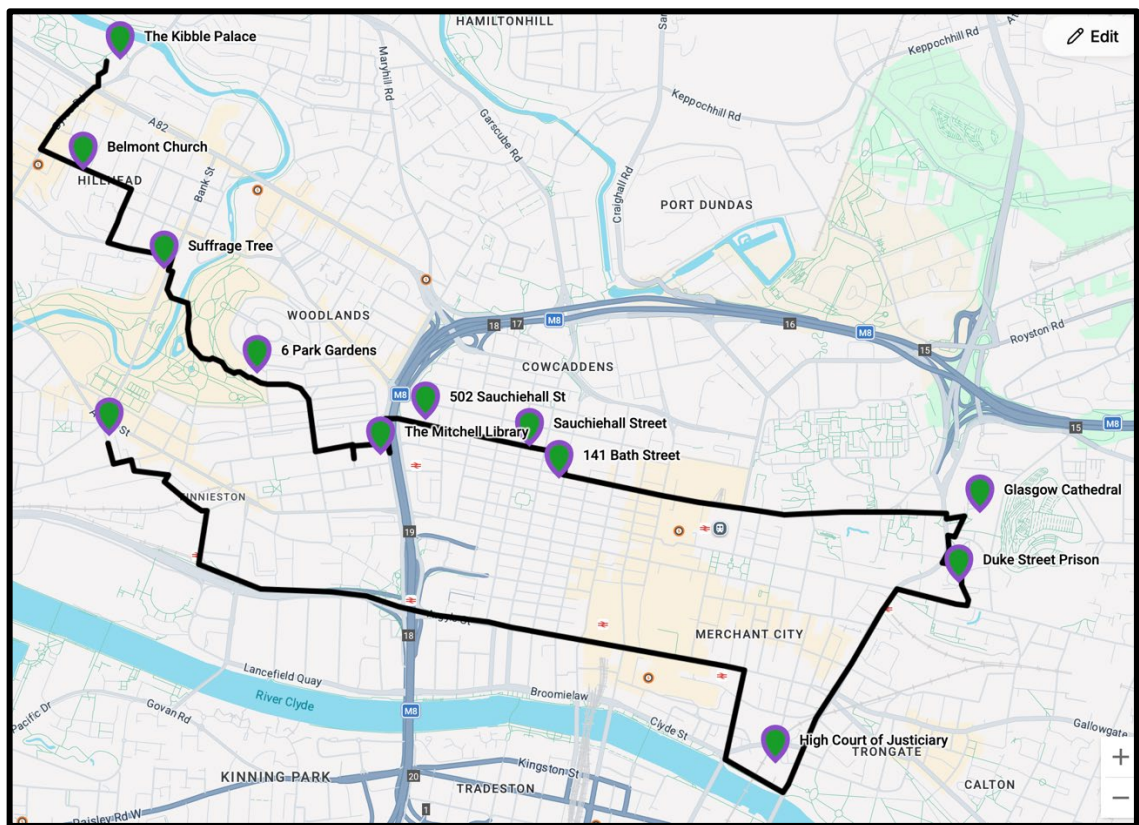 HAMILTONHILL
The Kibble Palace
Edit
Keppochhill Rd
Maryhill Rd
Keppochhill Rd
A82
Garscube Rd
Belmont Church
HILLHEAD
Bank St
Craighall Rd
PORT DUNDAS
Suffrage Tree
WOODLANDS
18
17
M8
16
M8
15
Royston Rd
6 Park Gardens
COWCADDENS
M8
502 Sauchiehall St
Sauchiehall Street
15
M8
The Mitchell Library
141 Bath Street
Glasgow Cathedral
19
Duke Street Prison
18
MERCHANT CITY
Lancefield Quay
River Clyde
Broomielaw
Clyde St
Pacific Dr
Govan Rd
M8
Gallowgate
High Court of Justiciary
TRONGATE
KINNING PARK
20
Kingston St
TRADESTON
CALTON
1
Paisley Rd W
+
−